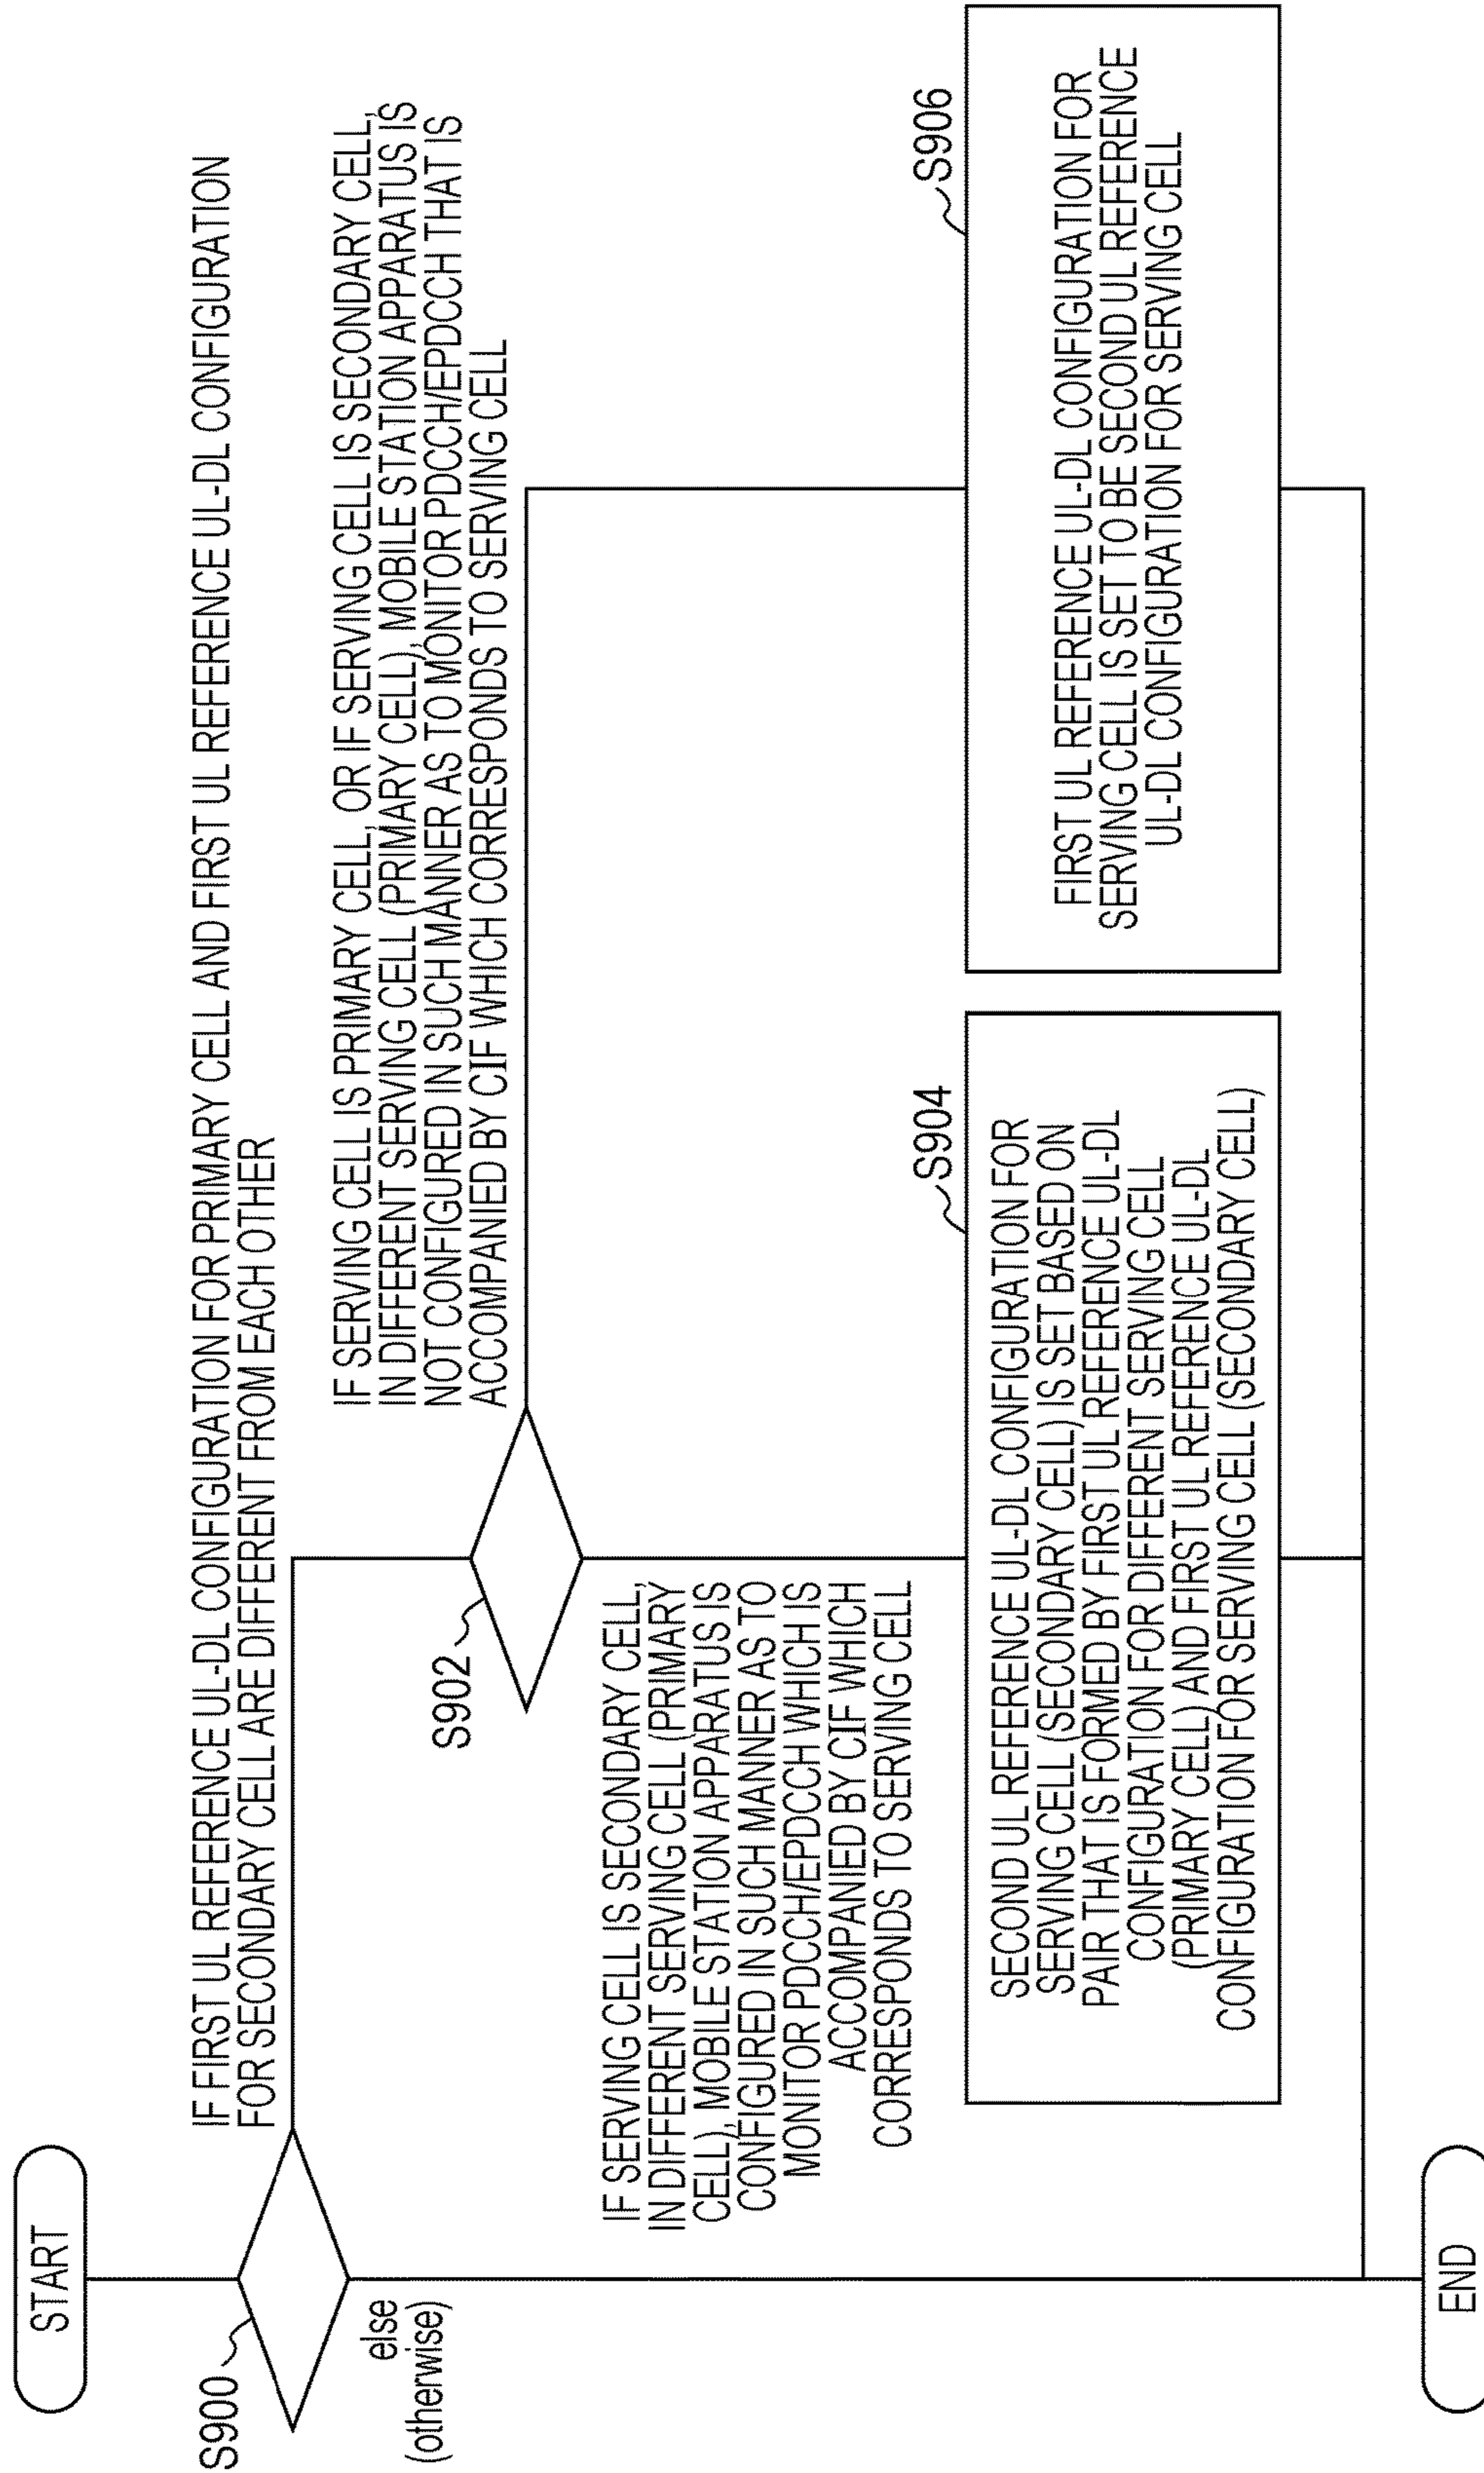 START
S900
IF FIRST UL REFERENCE UL-DL CONFIGURATION FOR PRIMARY CELL AND FIRST UL REFERENCE UL-DL CONFIGURATION
FOR SECONDARY CELL ARE DIFFERENT FROM EACH OTHER
else
(otherwise)
S902
IF SERVING CELL IS PRIMARY CELL, OR IF SERVING CELL IS SECONDARY CELL,
IN DIFFERENT SERVING CELL (PRIMARY CELL), MOBILE STATION APPARATUS IS
NOT CONFIGURED IN SUCH MANNER AS TO MONITOR PDCCH/EPDCCH THAT IS
ACCOMPANIED BY CIF WHICH CORRESPONDS TO SERVING CELL
IF SERVING CELL IS SECONDARY CELL,
IN DIFFERENT SERVING CELL (PRIMARY
CELL), MOBILE STATION APPARATUS IS
CONFIGURED IN SUCH MANNER AS TO
MONITOR PDCCH/EPDCCH WHICH IS
ACCOMPANIED BY CIF WHICH
CORRESPONDS TO SERVING CELL
S904
SECOND UL REFERENCE UL-DL CONFIGURATION FOR
SERVING CELL (SECONDARY CELL) IS SET BASED ON
PAIR THAT IS FORMED BY FIRST UL REFERENCE UL-DL
CONFIGURATION FOR DIFFERENT SERVING CELL
(PRIMARY CELL) AND FIRST UL REFERENCE UL-DL
CONFIGURATION FOR SERVING CELL (SECONDARY CELL)
S906
FIRST UL REFERENCE UL-DL CONFIGURATION FOR
SERVING CELL IS SET TO BE SECOND UL REFERENCE
UL-DL CONFIGURATION FOR SERVING CELL
END